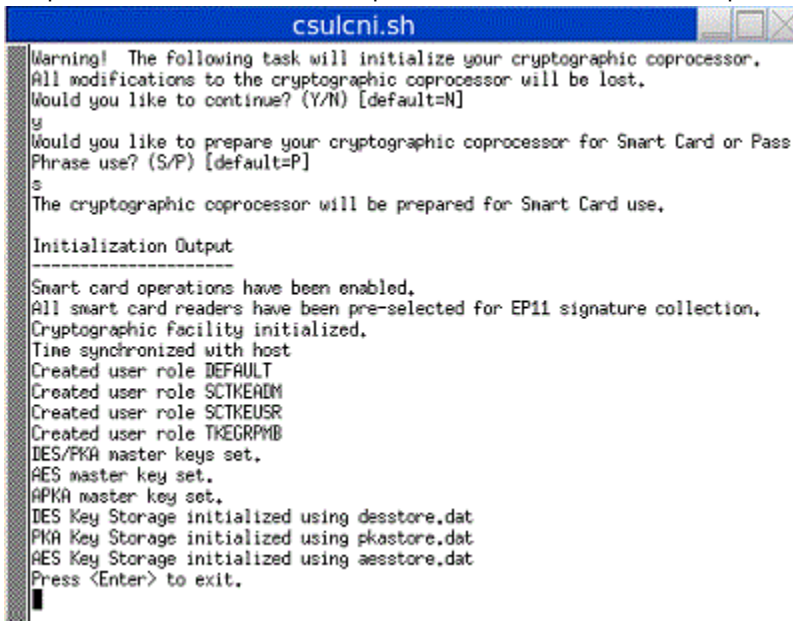 csulcni.sh
Warning!  The following task will initialize your cryptographic coprocessor.
All modifications to the cryptographic coprocessor will be lost.
Would you like to continue? (Y/N) [default=N]
y
Would you like to prepare your cryptographic coprocessor for Smart Card or Pass
Phrase use? (S/P) [default=P]
s
The cryptographic coprocessor will be prepared for Smart Card use.
Initialization Output
---------------------
Smart card operations have been enabled.
All smart card readers have been pre-selected for EP11 signature collection.
Cryptographic facility initialized.
Time synchronized with host
Created user role DEFAULT
Created user role SCTKEADM
Created user role SCTKEUSR
Created user role TKEGRPMB
DES/PKA master keys set.
AES master key set.
APKA master key set.
DES Key Storage initialized using desstore.dat
PKA Key Storage initialized using pkastore.dat
AES Key Storage initialized using aesstore.dat
Press <Enter> to exit.